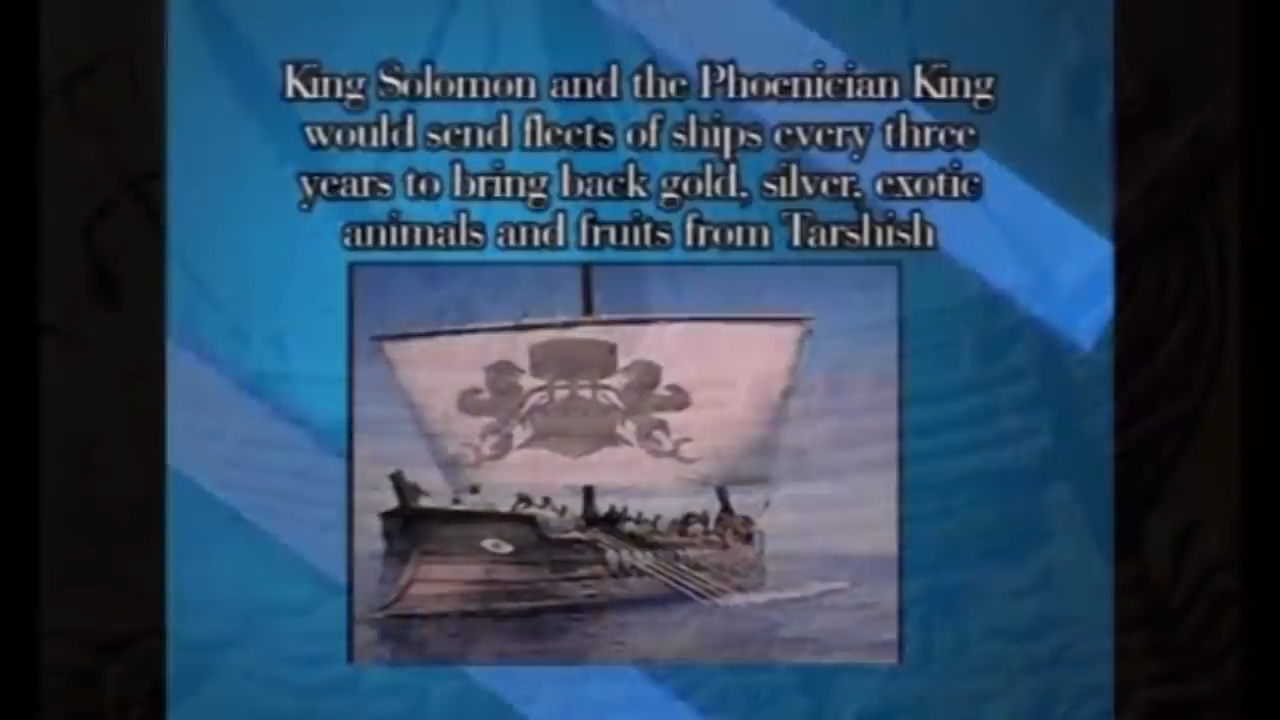 King Solomon and the Phoenician King
would send fleets of ships every three
years to bring back gold, silver, exotic
animals and fruits from Tarshish